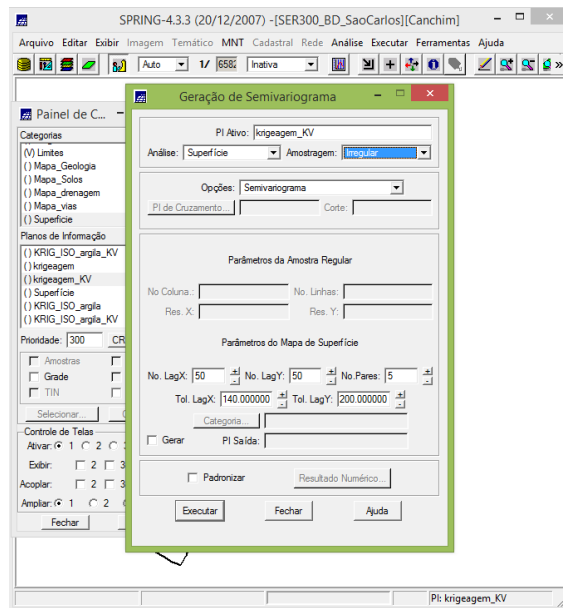 SPRING-4.3.3 (20/12/2007) -[SER300_BD_SaoCarlos][Canchim]
Arquivo Editar Exibir Imagem Temático MNT Cadastral Rede Análise Executar Ferramentas Ajuda
Auto 1/ 6582 Inativa
Painel de C...
Categorias
(V) Limites
() Mapa_Geologia
() Mapa_Solos
() Mapa_drenagem
() Mapa_vias
() Superficie
Planos de Informação
() KRIG_ISO_argila_KV
() krigeagem
() krigeagem_KV
() Superfície
() KRIG_ISO_argila
() KRIG_ISO_argila_KV
Prioridade: 300 CR
Amostras
Grade
TIN
Selecionar...
Controle de Telas
Ativar: 1 2
Exibir: 2 3
Acoplar: 2 3
Ampliar: 1 2
Fechar
Geração de Semivariograma
PI Ativo: krigeagem_KV
Análise: Superfície Amostragem: Irregular
Opções: Semivariograma
PI de Cruzamento... Corte:
Parâmetros da Amostra Regular
No Coluna.: No. Linhas:
Res. X: Res. Y:
Parâmetros do Mapa de Superfície
No. LagX: 50 No. LagY: 50 No.Pares: 5
Tol. LagX: 140.000000 Tol. LagY: 200.000000
Categoria...
Gerar PI Saída:
Padronizar Resultado Numérico...
Executar Fechar Ajuda
PI: krigeagem_KV